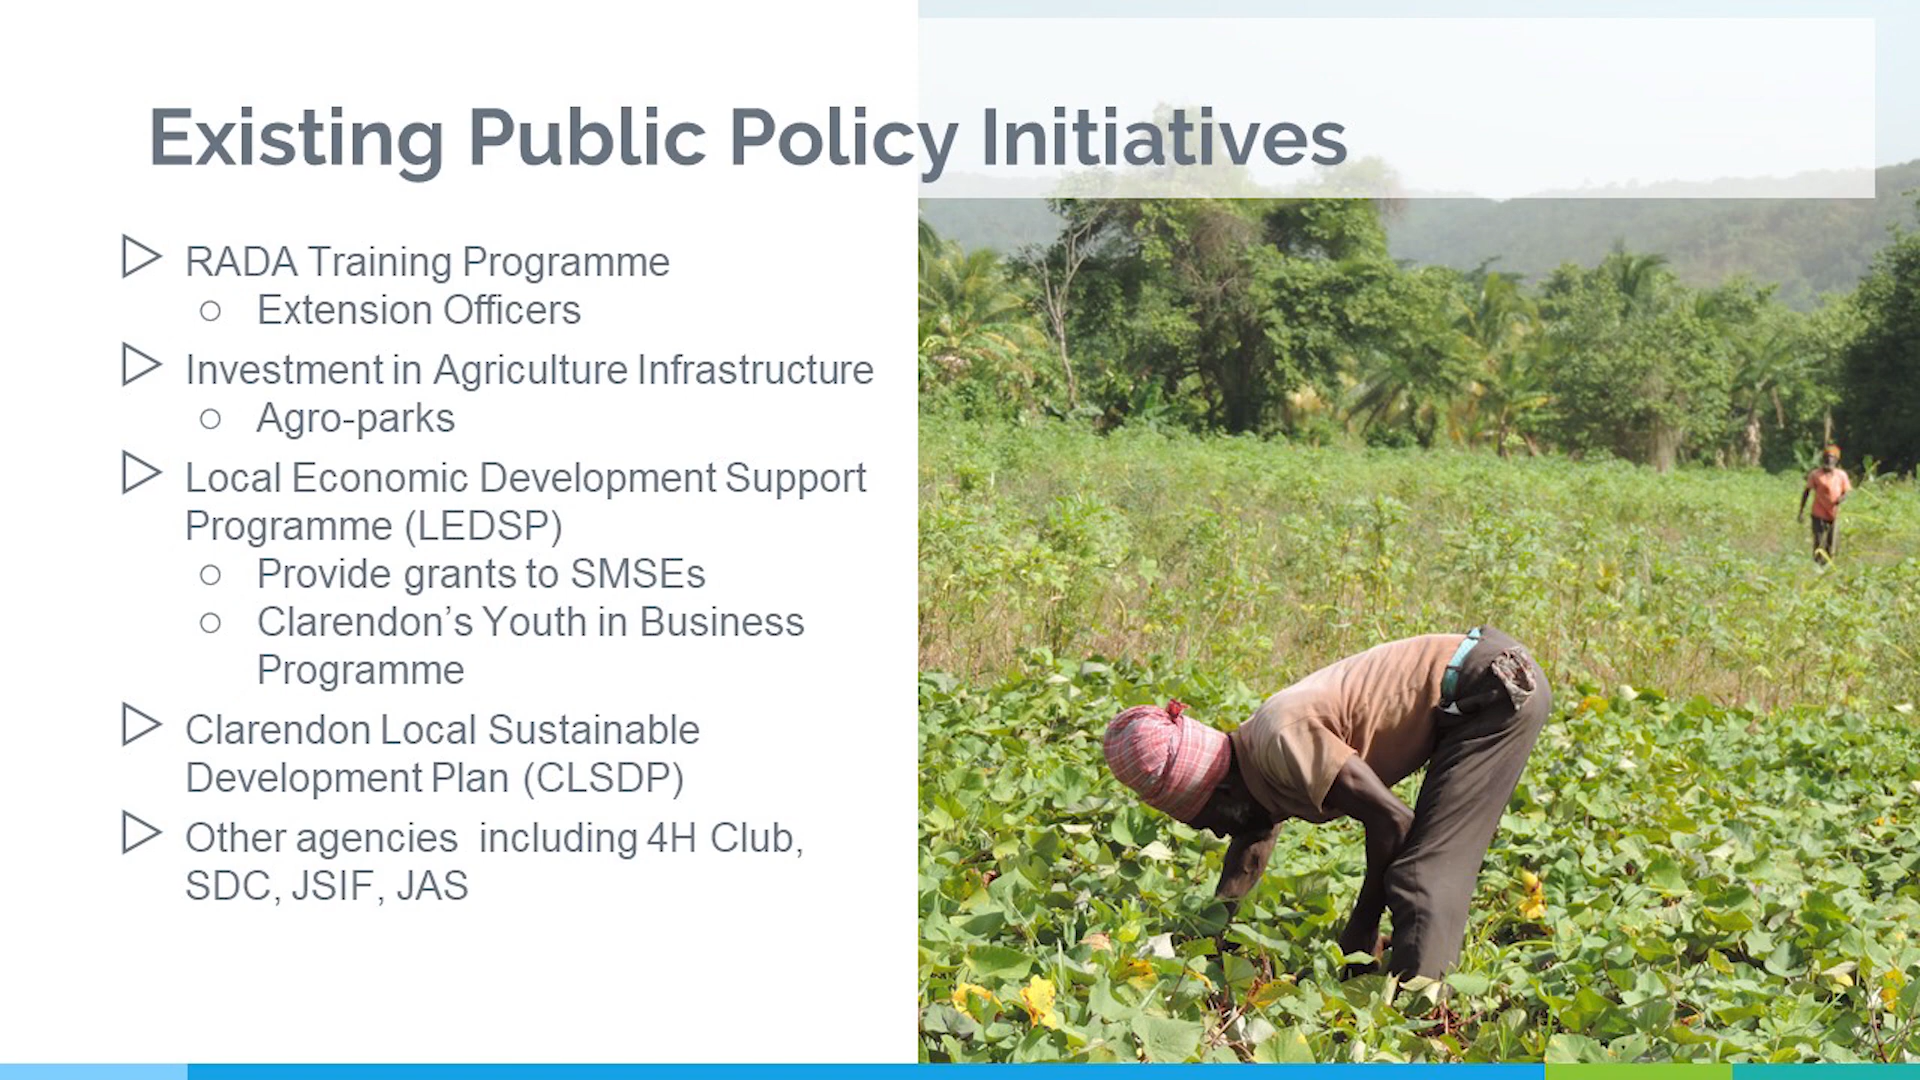 Existing Public Policy Initiatives
RADA Training Programme
Extension Officers
Investment in Agriculture Infrastructure
Agro-parks
Local Economic Development Support
Programme (LEDSP)
Provide grants to SMSEs
Clarendon's Youth in Business
Programme
Clarendon Local Sustainable
Development Plan (CLSDP)
Other agencies including 4H Club,
SDC, JSIF, JAS